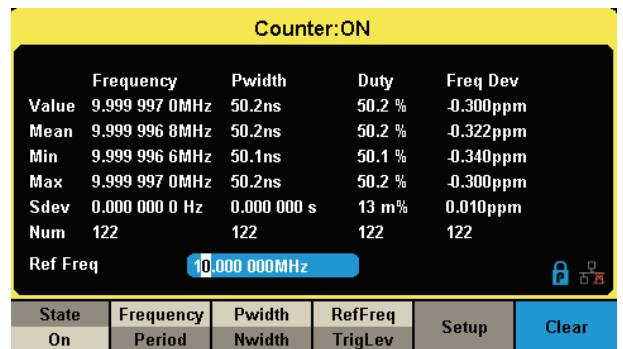 Counter:ON
Frequency Pwidth Duty Freq Dev
Value 9.999 997 0MHz 50.2ns 50.2 % -0.300ppm
Mean 9.999 996 8MHz 50.2ns 50.2 % -0.322ppm
Min 9.999 996 6MHz 50.1ns 50.1 % -0.340ppm
Max 9.999 997 0MHz 50.2ns 50.2 % -0.300ppm
Sdev 0.000 000 0 Hz 0.000 000 s 13 m% 0.010ppm
Num 122 122 122 122
Ref Freq 10.000 000MHz
P
State Frequency Pwidth RefFreq Setup Clear
On Period Nwidth TrigLev